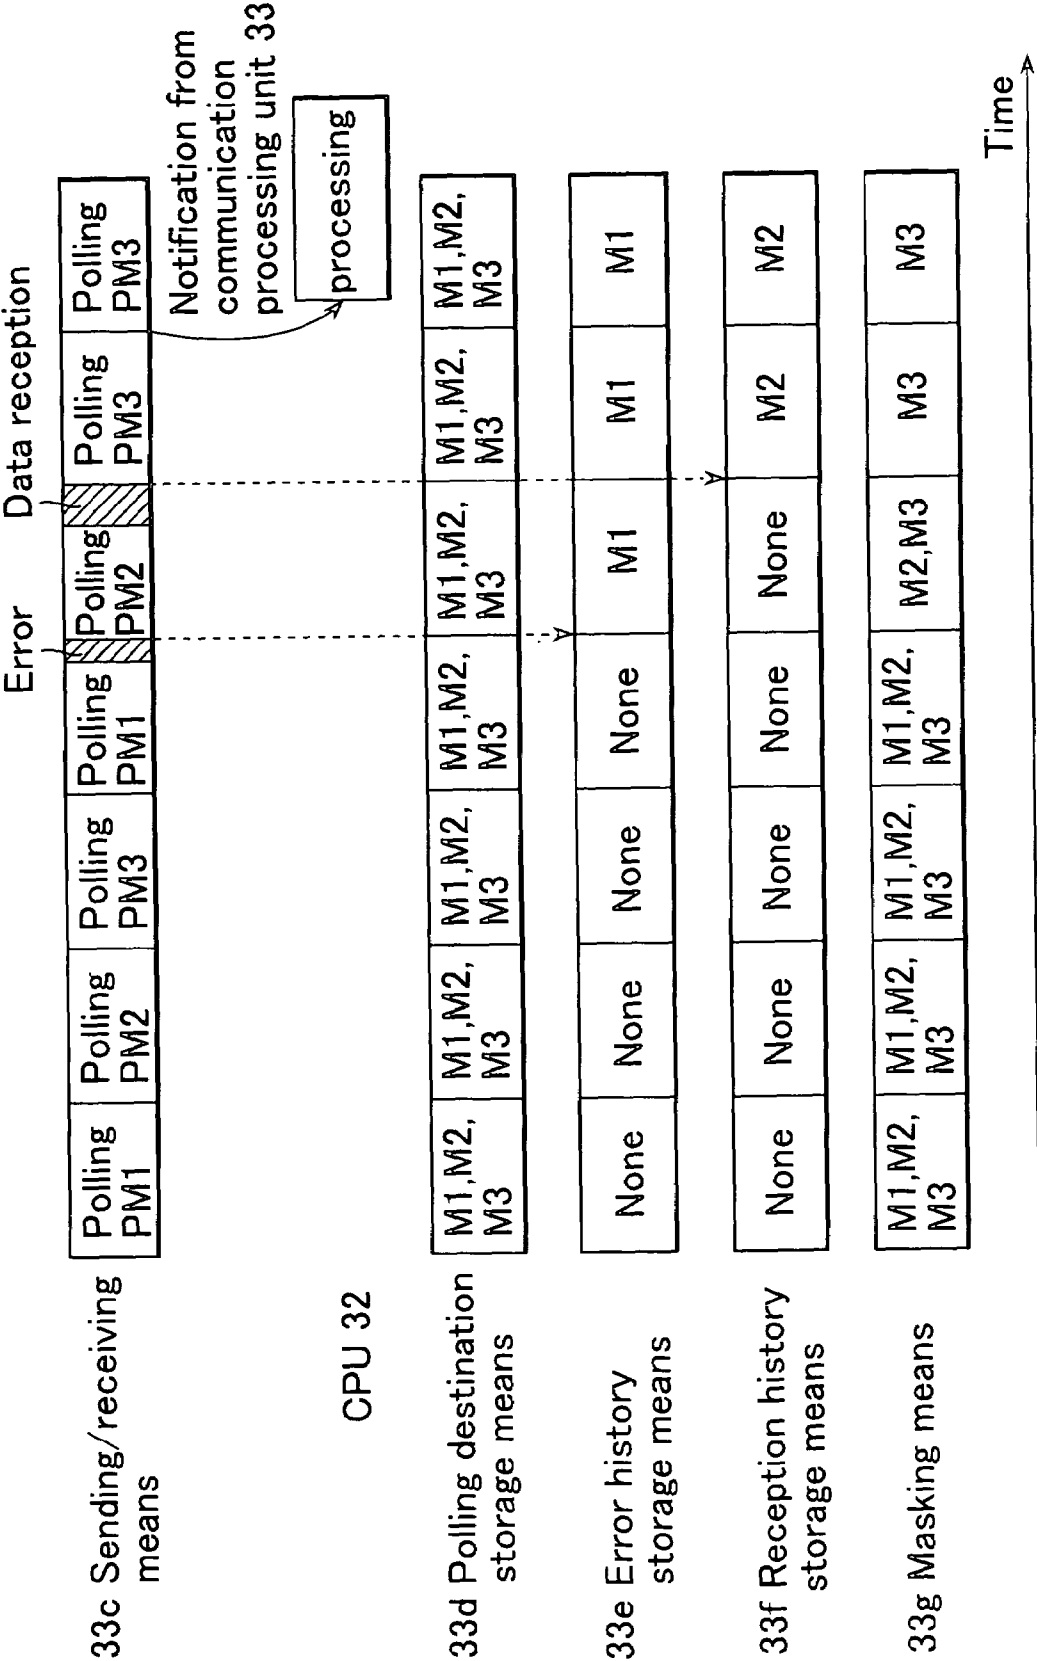 Error
Data reception
33c Sending/receiving
means
Polling
PM1
Polling
PM2
Polling
PM3
Polling
PM1
Polling
PM2
Polling
PM3
Polling
PM3
Notification from
communication
processing unit 33
CPU 32
processing
33d Polling destination
storage means
M1,M2,
M3
M1,M2,
M3
M1,M2,
M3
M1,M2,
M3
M1,M2,
M3
M1,M2,
M3
M1,M2,
M3
33e Error history
storage means
None
None
None
None
M1
M1
M1
33f Reception history
storage means
None
None
None
None
None
M2
M2
33g Masking means
M1,M2,
M3
M1,M2,
M3
M1,M2,
M3
M1,M2,
M3
M2,M3
M3
M3
Time